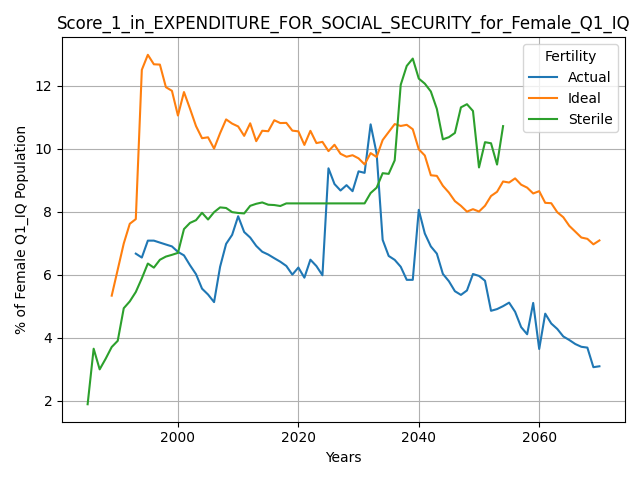 Score_1_in_EXPENDITURE_FOR_SOCIAL_SECURITY_for_Female_Q1_IQ
% of Female Q1_IQ Population
12
10
8
6
4
2
Fertility
Actual
Ideal
Sterile
2000 2020 2040 2060
Years